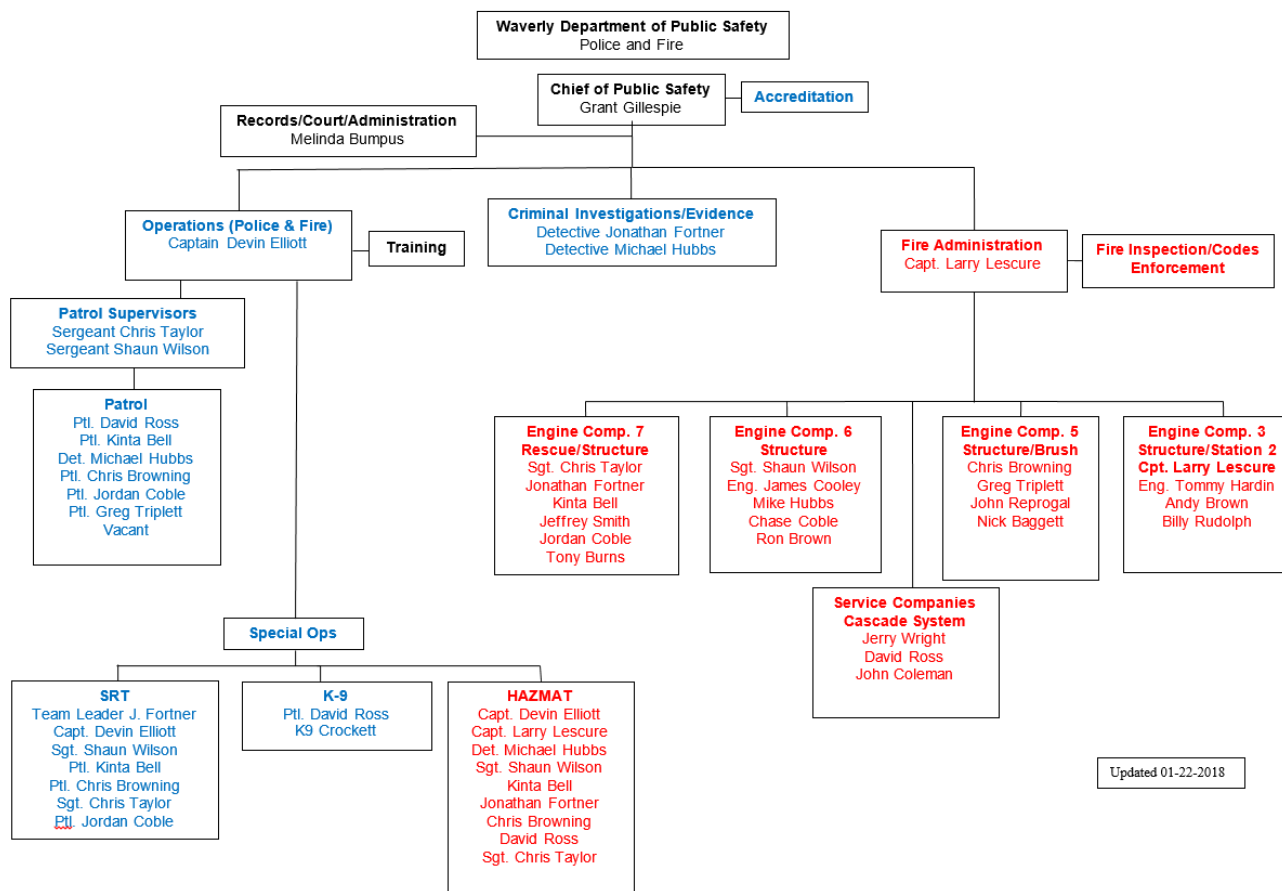 Waverly Department of Public Safety
Police and Fire
Chief of Public Safety
Grant Gillespie
Accreditation
Records/Court/Administration
Melinda Bumpus
Operations (Police & Fire)
Captain Devin Elliott
Training
Criminal Investigations/Evidence
Detective Jonathan Fortner
Detective Michael Hubbs
Fire Administration
Capt. Larry Lescure
Fire Inspection/Codes
Enforcement
Patrol Supervisors
Sergeant Chris Taylor
Sergeant Shaun Wilson
Patrol
Ptl. David Ross
Ptl. Kinta Bell
Det. Michael Hubbs
Ptl. Chris Browning
Ptl. Jordan Coble
Ptl. Greg Triplett
Vacant
Engine Comp. 7
Rescue/Structure
Sgt. Chris Taylor
Jonathan Fortner
Kinta Bell
Jeffrey Smith
Jordan Coble
Tony Burns
Engine Comp. 6
Structure
Sgt. Shaun Wilson
Eng. James Cooley
Mike Hubbs
Chase Coble
Ron Brown
Engine Comp. 5
Structure/Brush
Chris Browning
Greg Triplett
John Reprogal
Nick Baggett
Engine Comp. 3
Structure/Station 2
Cpt. Larry Lescure
Eng. Tommy Hardin
Andy Brown
Billy Rudolph
Service Companies
Cascade System
Jerry Wright
David Ross
John Coleman
Special Ops
SRT
Team Leader J. Fortner
Capt. Devin Elliott
Sgt. Shaun Wilson
Ptl. Kinta Bell
Ptl. Chris Browning
Sgt. Chris Taylor
Ptl. Jordan Coble
K-9
Ptl. David Ross
K9 Crockett
HAZMAT
Capt. Devin Elliott
Capt. Larry Lescure
Det. Michael Hubbs
Sgt. Shaun Wilson
Kinta Bell
Jonathan Fortner
Chris Browning
David Ross
Sgt. Chris Taylor
Updated 01-22-2018